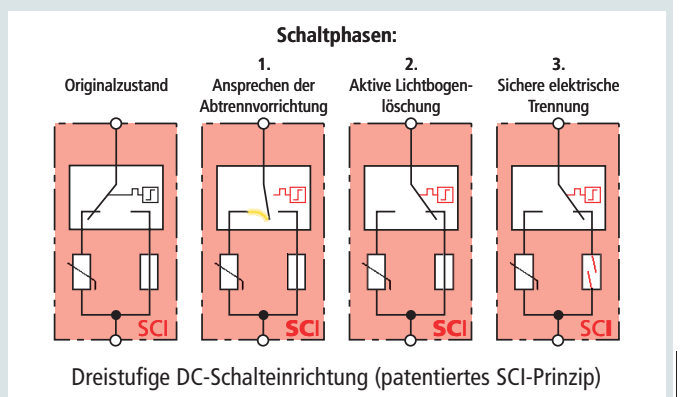 Schaltphasen:
Originalzustand
1.
Ansprechen der
Abtrennvorrichtung
2.
Aktive Lichtbogen-
löschung
3.
Sichere elektrische
Trennung
SCI
SCI
SCI
SCI
Dreistufige DC-Schalteinrichtung (patentiertes SCI-Prinzip)